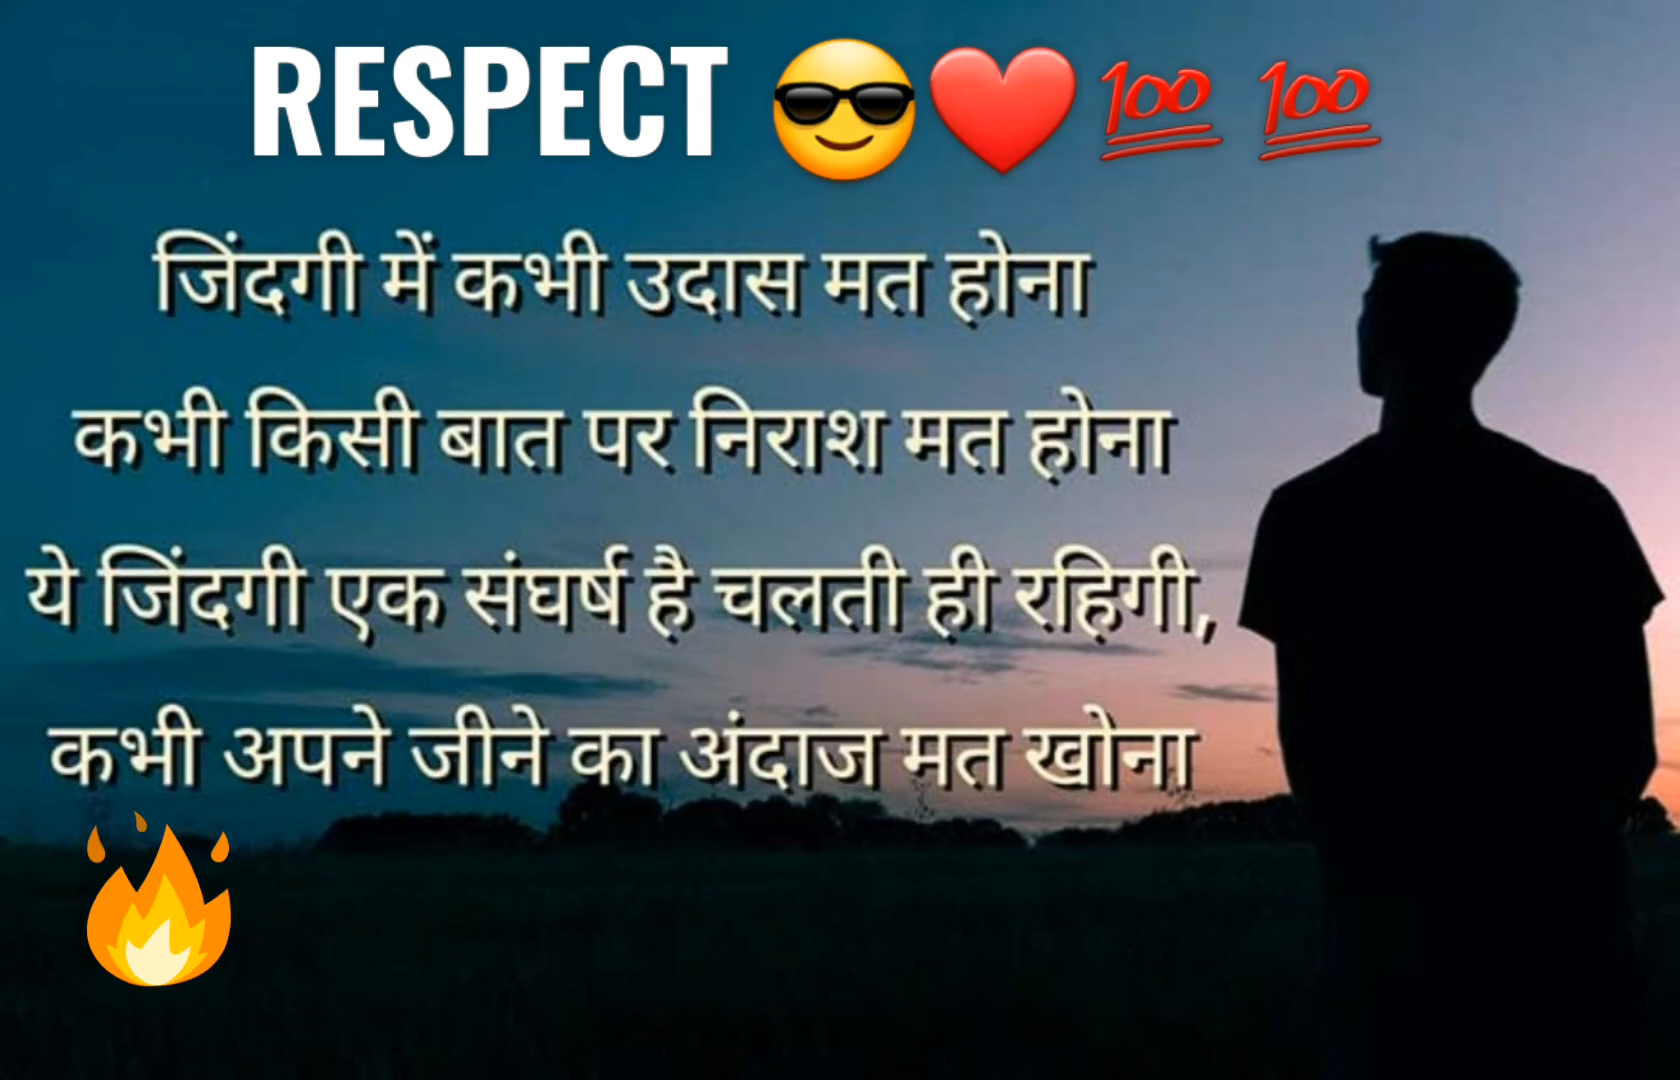 RESPECT 😎❤️💯💯
जिंदगी में कभी उदास मत होना
कभी किसी बात पर निराश मत होना
ये जिंदगी एक संघर्ष है चलती ही रहिगी,
कभी अपने जीने का अंदाज मत खोना